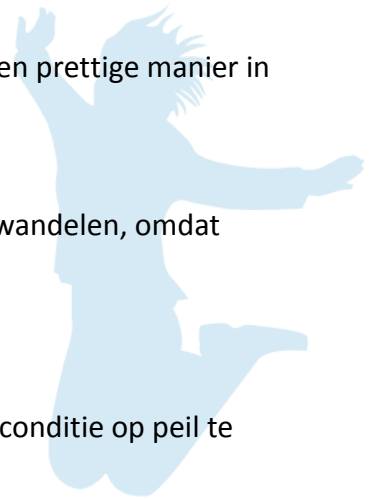 en prettige manier in
wandelen, omdat
conditie op peil te